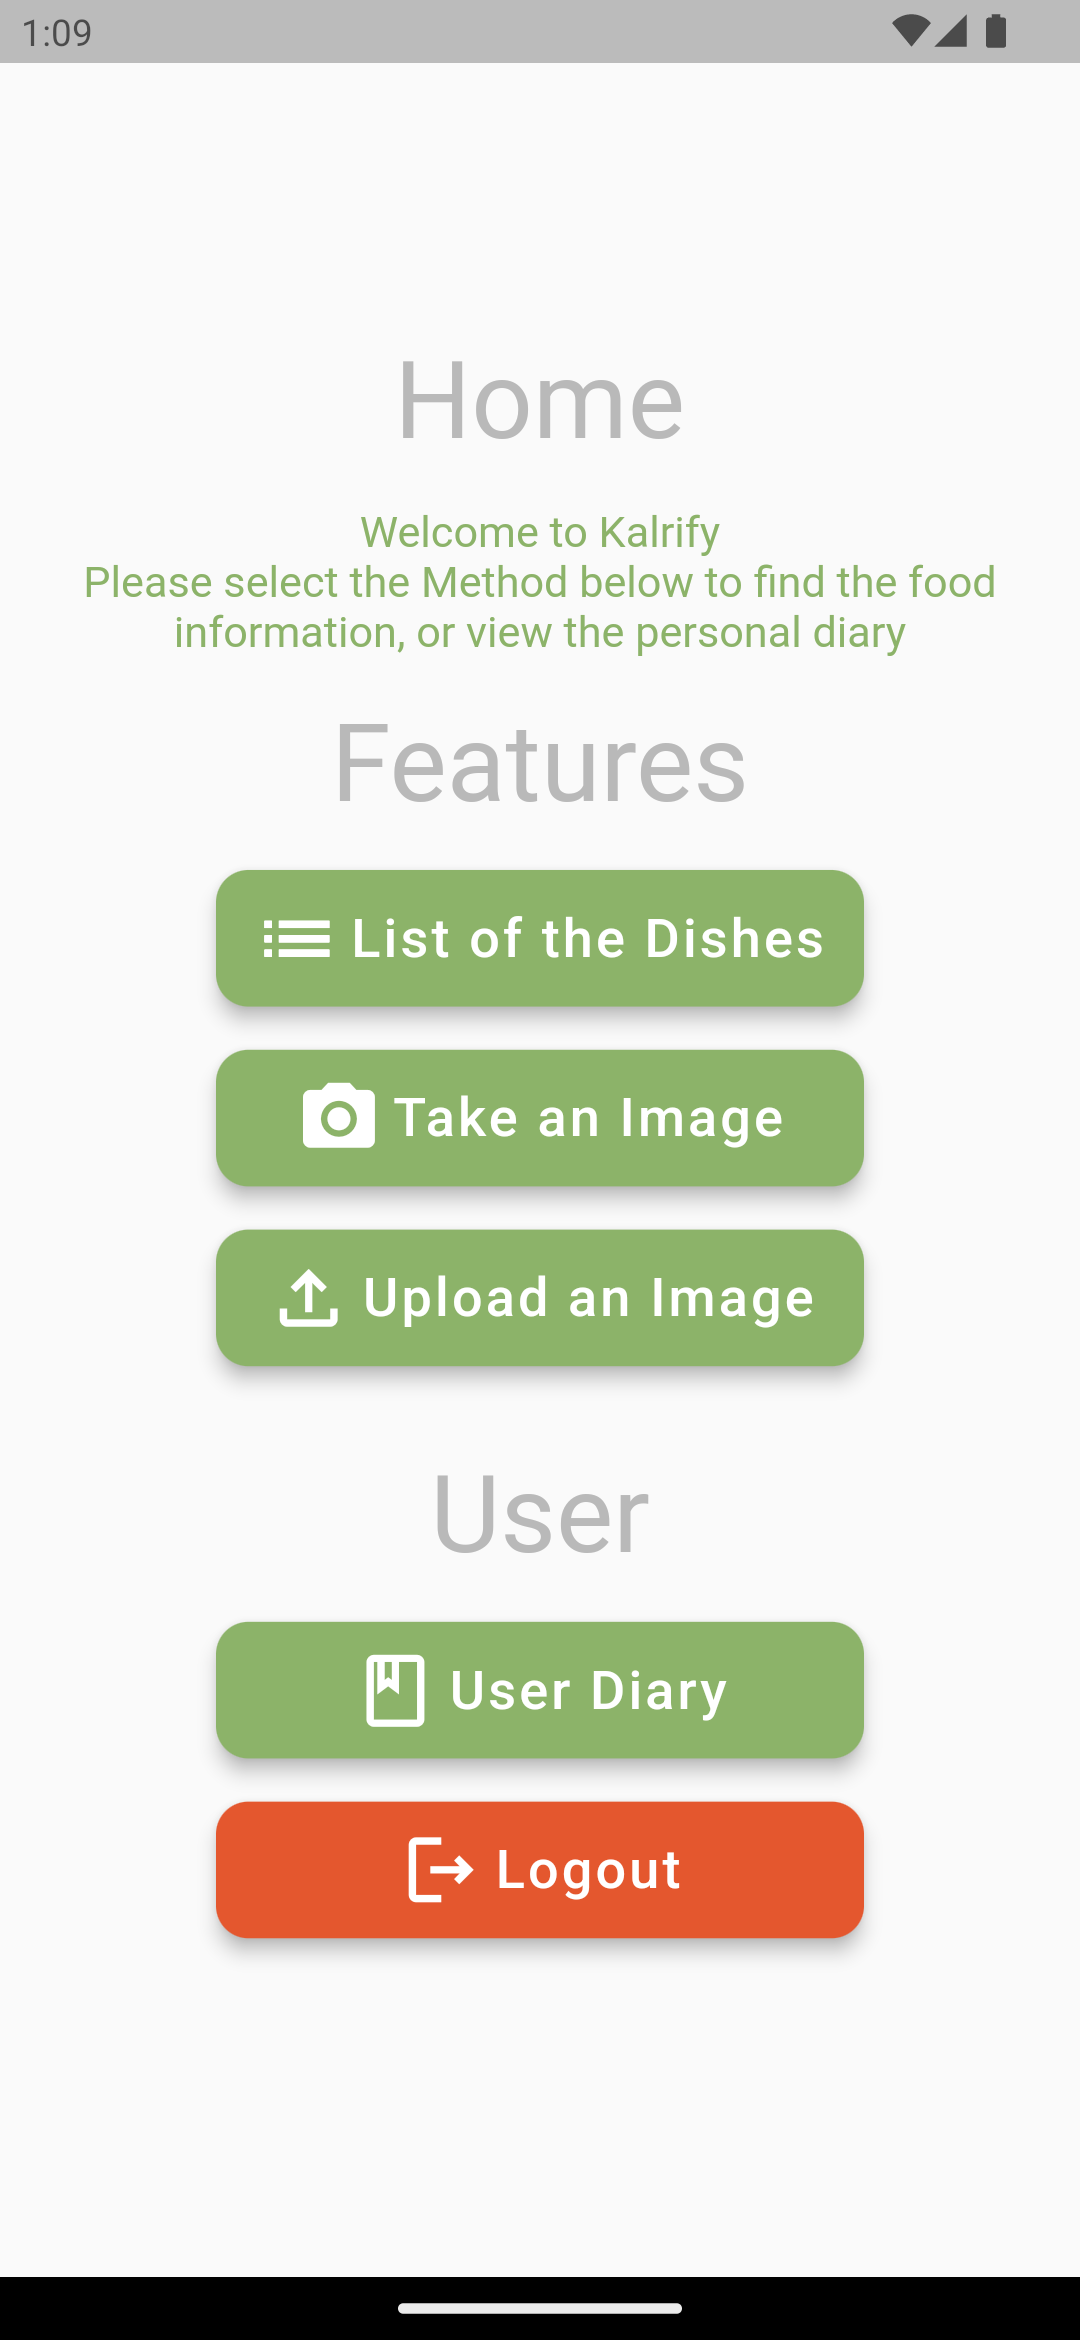 1:09
Home
Welcome to Kalrify
Please select the Method below to find the food
information, or view the personal diary
Features
List of the Dishes
Take an Image
Upload an Image
User
User Diary
Logout